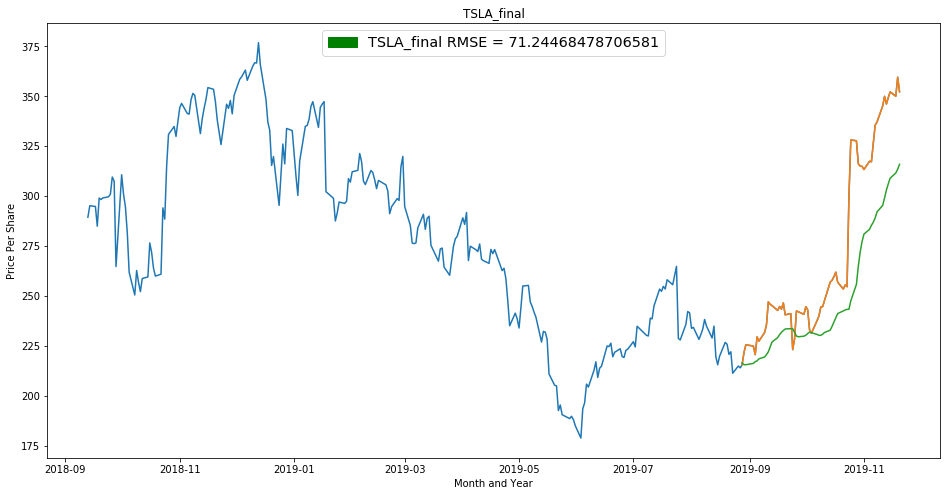 TSLA_final
TSLA_final RMSE = 71.24468478706581
375
350
325
300
275
250
225
200
175
Price Per Share
2018-09 2018-11 2019-01 2019-03 2019-05 2019-07 2019-09 2019-11
Month and Year